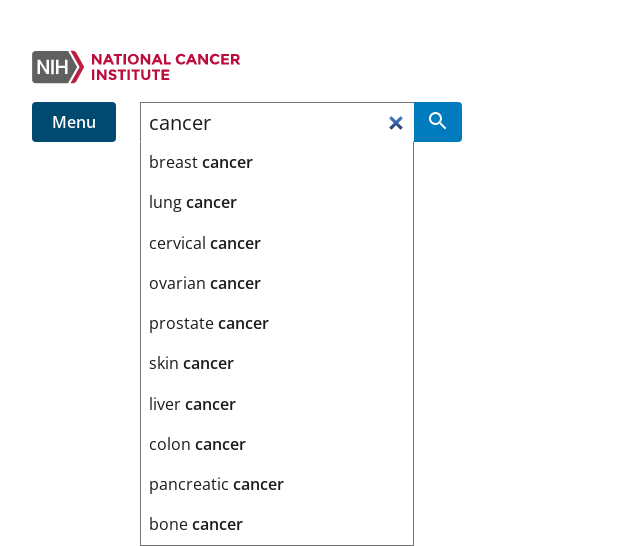 NIH NATIONAL CANCER
INSTITUTE
Menu
cancer
breast cancer
lung cancer
cervical cancer
ovarian cancer
prostate cancer
skin cancer
liver cancer
colon cancer
pancreatic cancer
bone cancer